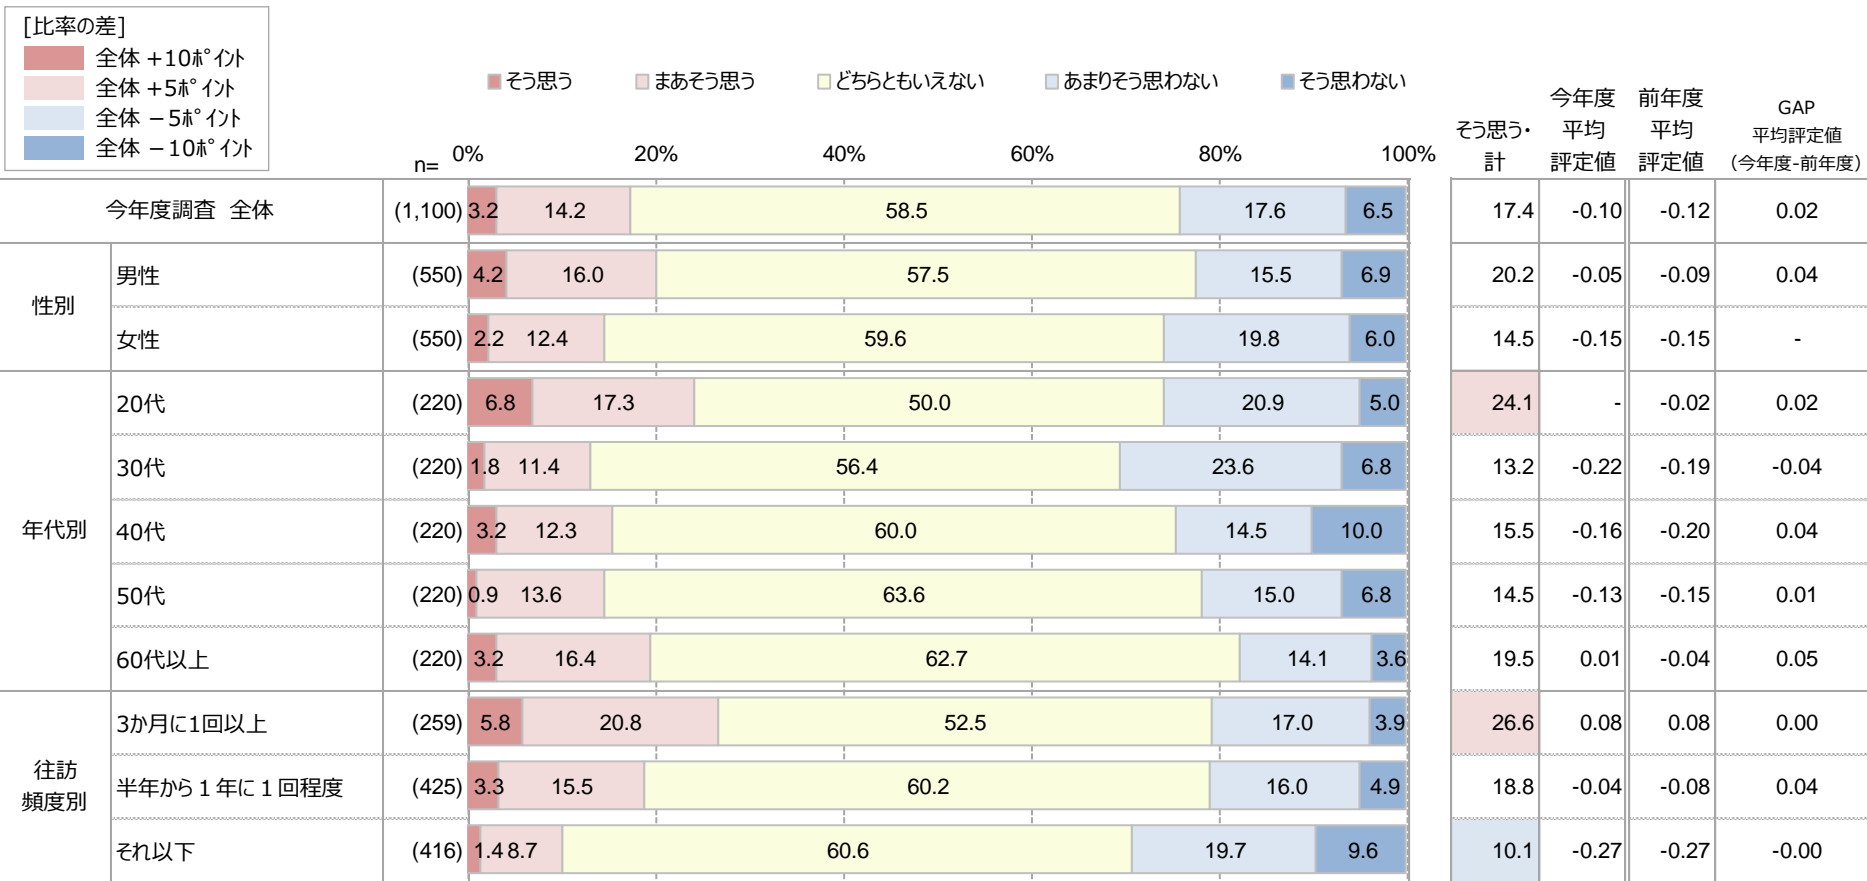 [比率の差]
全体 +10ﾎﾟｲﾝﾄ
全体 +5ﾎﾟｲﾝﾄ
全体 －5ﾎﾟｲﾝﾄ
全体 －10ﾎﾟｲﾝﾄ
そう思う まあそう思う どちらともいえない あまりそう思わない そう思わない
n= 0% 20% 40% 60% 80% 100%
そう思う・
計
今年度
平均
評定値
前年度
平均
評定値
GAP
平均評定値
（今年度-前年度）
今年度調査 全体 (1,100) 3.2 14.2 58.5 17.6 6.5 17.4 -0.10 -0.12 0.02
性別
男性 (550) 4.2 16.0 57.5 15.5 6.9 20.2 -0.05 -0.09 0.04
女性 (550) 2.2 12.4 59.6 19.8 6.0 14.5 -0.15 -0.15 -
年代別
20代 (220) 6.8 17.3 50.0 20.9 5.0 24.1 - -0.02 0.02
30代 (220) 1.8 11.4 56.4 23.6 6.8 13.2 -0.22 -0.19 -0.04
40代 (220) 3.2 12.3 60.0 14.5 10.0 15.5 -0.16 -0.20 0.04
50代 (220) 0.9 13.6 63.6 15.0 6.8 14.5 -0.13 -0.15 0.01
60代以上 (220) 3.2 16.4 62.7 14.1 3.6 19.5 0.01 -0.04 0.05
往訪
頻度別
3か月に1回以上 (259) 5.8 20.8 52.5 17.0 3.9 26.6 0.08 0.08 0.00
半年から１年に１回程度 (425) 3.3 15.5 60.2 16.0 4.9 18.8 -0.04 -0.08 0.04
それ以下 (416) 1.4 8.7 60.6 19.7 9.6 10.1 -0.27 -0.27 -0.00